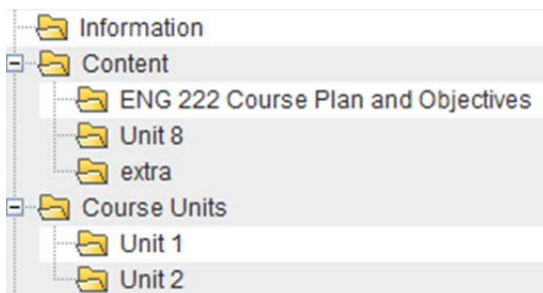 Information
Content
ENG 222 Course Plan and Objectives
Unit 8
extra
Course Units
Unit 1
Unit 2